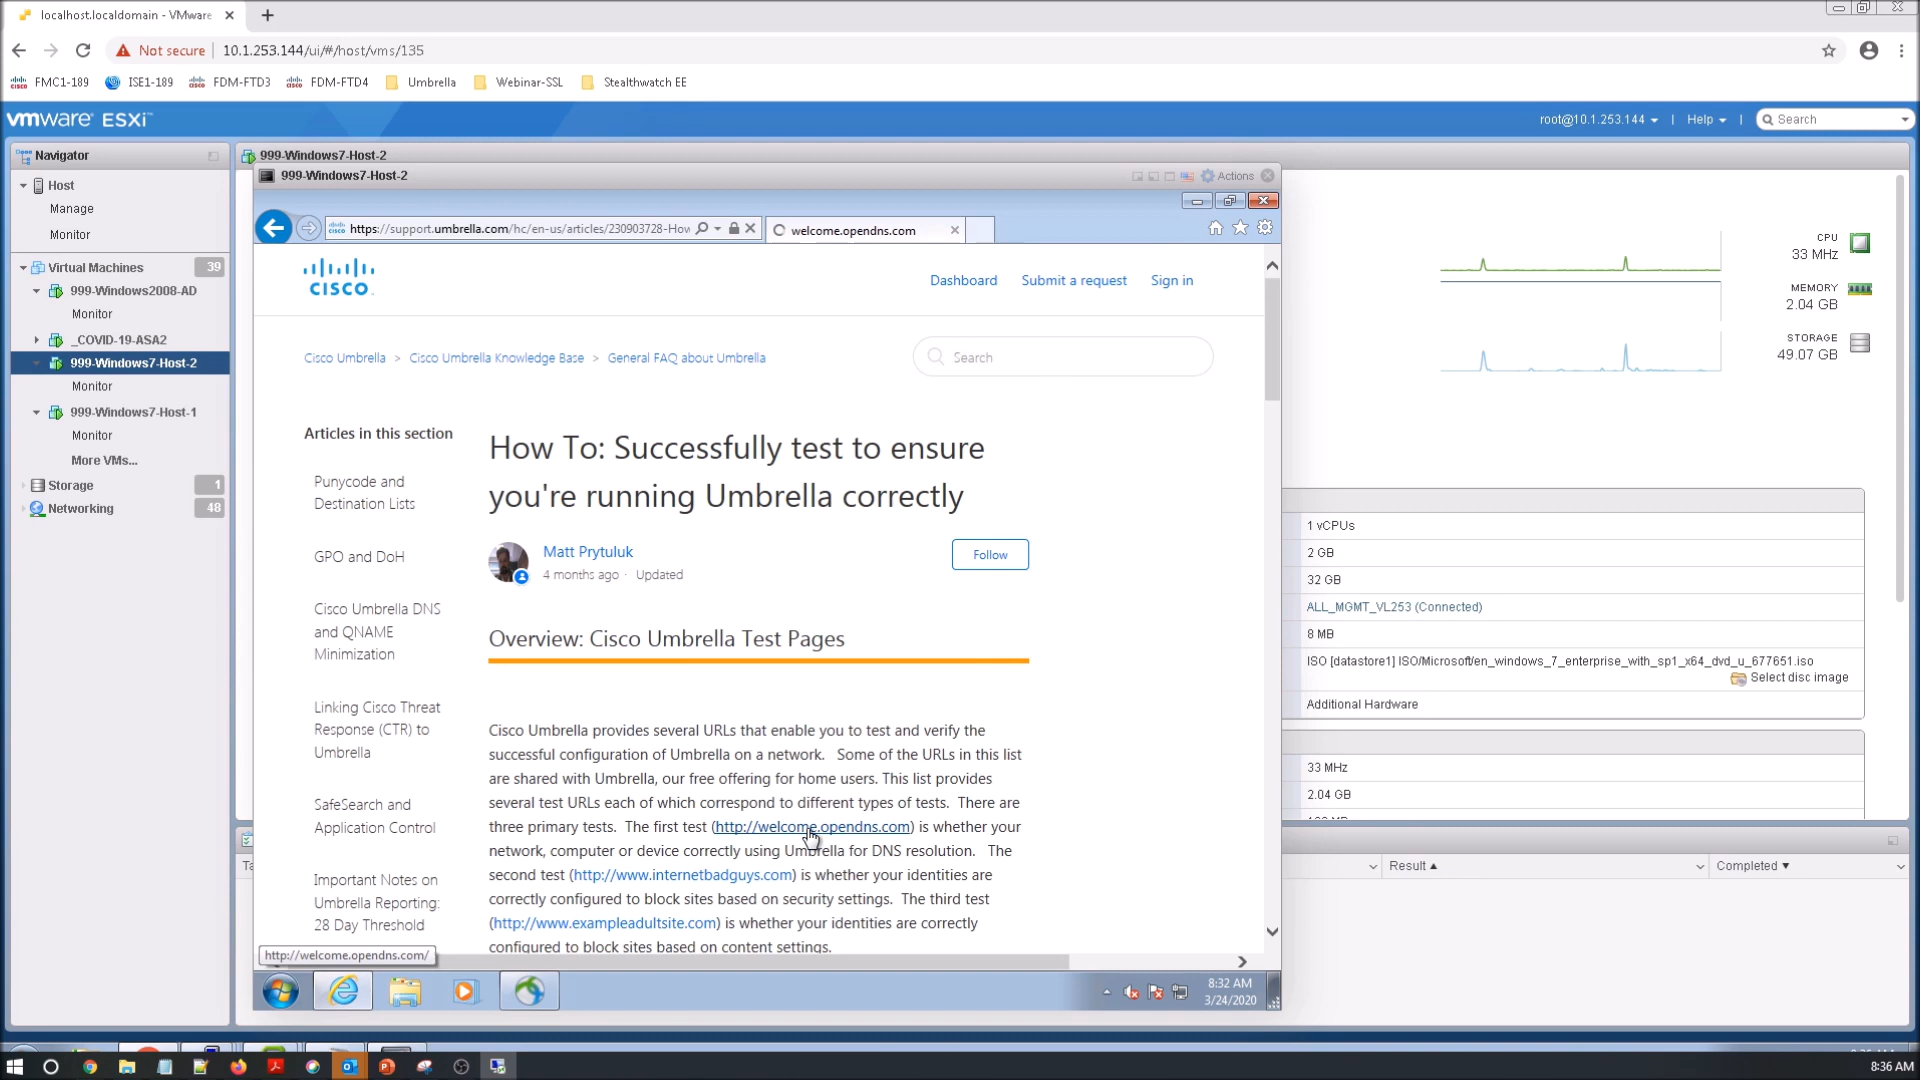 localhost.localdomain - VMware
Not secure
10.1.253.144/ui/#/host/vms/135
FMC1-189
ISE1-189
FDM-FTD3
FDM-FTD4
Umbrella
Webinar-SSL
Stealthwatch EE
vmware ESXi
root@10.1.253.144
Help
Search
Navigator
Host
Manage
Monitor
Virtual Machines
39
999-Windows2008-AD
Monitor
_COVID-19-ASA2
999-Windows7-Host-2
Monitor
999-Windows7-Host-1
Monitor
More VMs...
Storage
1
Networking
48
999-Windows7-Host-2
999-Windows7-Host-2
Actions
https://support.umbrella.com/hc/en-us/articles/230903728-How
welcome.opendns.com
CISCO
Dashboard
Submit a request
Sign in
Cisco Umbrella > Cisco Umbrella Knowledge Base > General FAQ about Umbrella
Search
Articles in this section
Punycode and
Destination Lists
GPO and DoH
Cisco Umbrella DNS
and QNAME
Minimization
Linking Cisco Threat
Response (CTR) to
Umbrella
SafeSearch and
Application Control
Important Notes on
Umbrella Reporting:
28 Day Threshold
How To: Successfully test to ensure
you're running Umbrella correctly
Matt Prytuluk
4 months ago · Updated
Follow
Overview: Cisco Umbrella Test Pages
Cisco Umbrella provides several URLs that enable you to test and verify the
successful configuration of Umbrella on a network. Some of the URLs in this list
are shared with Umbrella, our free offering for home users. This list provides
several test URLs each of which correspond to different types of tests. There are
three primary tests. The first test (http://welcome.opendns.com) is whether your
network, computer or device correctly using Umbrella for DNS resolution. The
second test (http://www.internetbadguys.com) is whether your identities are
correctly configured to block sites based on security settings. The third test
(http://www.exampleadultsite.com) is whether your identities are correctly
configured to block sites based on content settings.
http://welcome.opendns.com/
8:32 AM
3/24/2020
CPU
33 MHz
MEMORY
2.04 GB
STORAGE
49.07 GB
1 vCPUs
2 GB
32 GB
ALL_MGMT_VL253 (Connected)
8 MB
ISO [datastore1] ISO/Microsoft/en_windows_7_enterprise_with_sp1_x64_dvd_u_677651.iso
Select disc image
Additional Hardware
33 MHz
2.04 GB
Result
Completed
8:36 AM